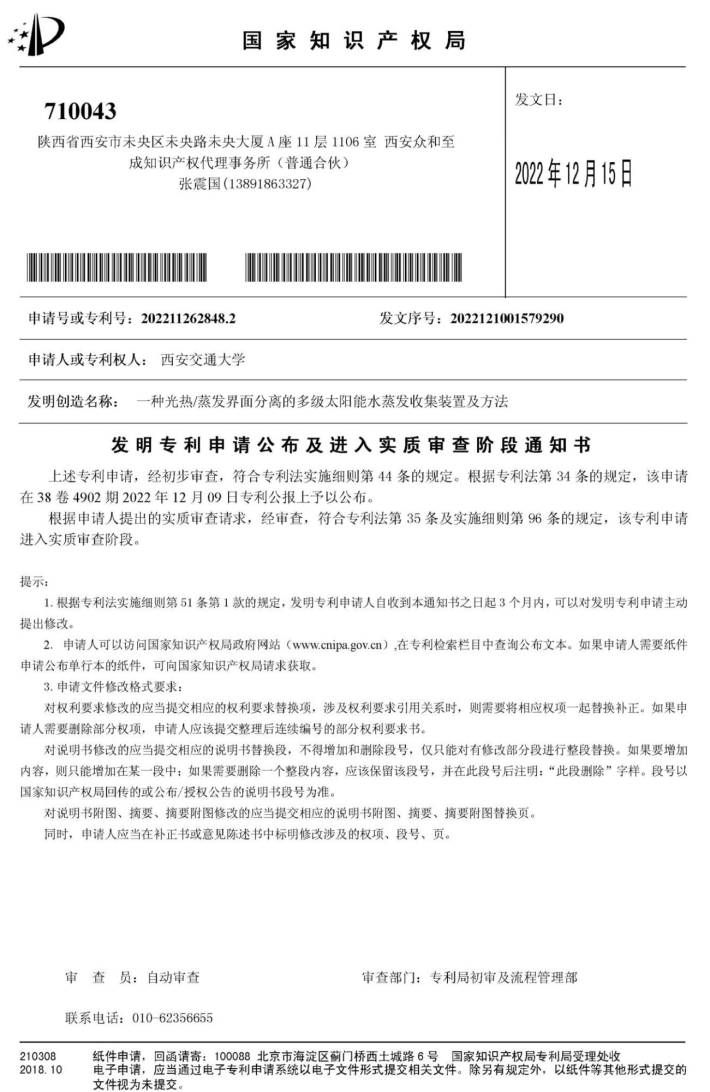 国家知识产权局
710043
陕西省西安市未央区未央路未央大厦 A 座 11 层 1106 室 西安众和至
成知识产权代理事务所（普通合伙）
张震国(13891863327)
发文日：
2022 年 12 月 15 日
申请号或专利号：202211262848.2
发文序号：2022121001579290
申请人或专利权人： 西安交通大学
发明创造名称： 一种光热/蒸发界面分离的多级太阳能水蒸发收集装置及方法
发明专利申请公布及进入实质审查阶段通知书
上述专利申请，经初步审查，符合专利法实施细则第 44 条的规定。根据专利法第 34 条的规定，该申请
在 38 卷 4902 期 2022 年 12 月 09 日专利公报上予以公布。
根据申请人提出的实质审查请求，经审查，符合专利法第 35 条及实施细则第 96 条的规定，该专利申请
进入实质审查阶段。
提示：
1. 根据专利法实施细则第 51 条第 1 款的规定，发明专利申请人自收到本通知书之日起 3 个月内，可以对发明专利申请主动
提出修改。
2. 申请人可以访问国家知识产权局政府网站（www.cnipa.gov.cn）,在专利检索栏目中查询公布文本。如果申请人需要纸件
申请公布单行本的纸件，可向国家知识产权局请求获取。
3. 申请文件修改格式要求：
对权利要求修改的应当提交相应的权利要求替换项，涉及权利要求引用关系时，则需要将相应权项一起替换补正。如果申
请人需要删除部分权项，申请人应该提交整理后连续编号的部分权利要求书。
对说明书修改的应当提交相应的说明书替换段，不得增加和删除段号，仅只能对有修改部分段进行整段替换。如果要增加
内容，则只能增加在某一段中；如果需要删除一个整段内容，应该保留该段号，并在此段号后注明：“此段删除”字样。段号以
国家知识产权局回传的或公布/授权公告的说明书段号为准。
对说明书附图、摘要、摘要附图修改的应当提交相应的说明书附图、摘要、摘要附图替换页。
同时，申请人应当在补正书或意见陈述书中标明修改涉及的权项、段号、页。
审 查 员：自动审查
审查部门：专利局初审及流程管理部
联系电话：010-62356655
210308 纸件申请，回函请寄：100088 北京市海淀区蓟门桥西土城路 6 号 国家知识产权局专利局受理处收
2018.10 电子申请，应当通过电子专利申请系统以电子文件形式提交相关文件。除另有规定外，以纸件等其他形式提交的
文件视为未提交。